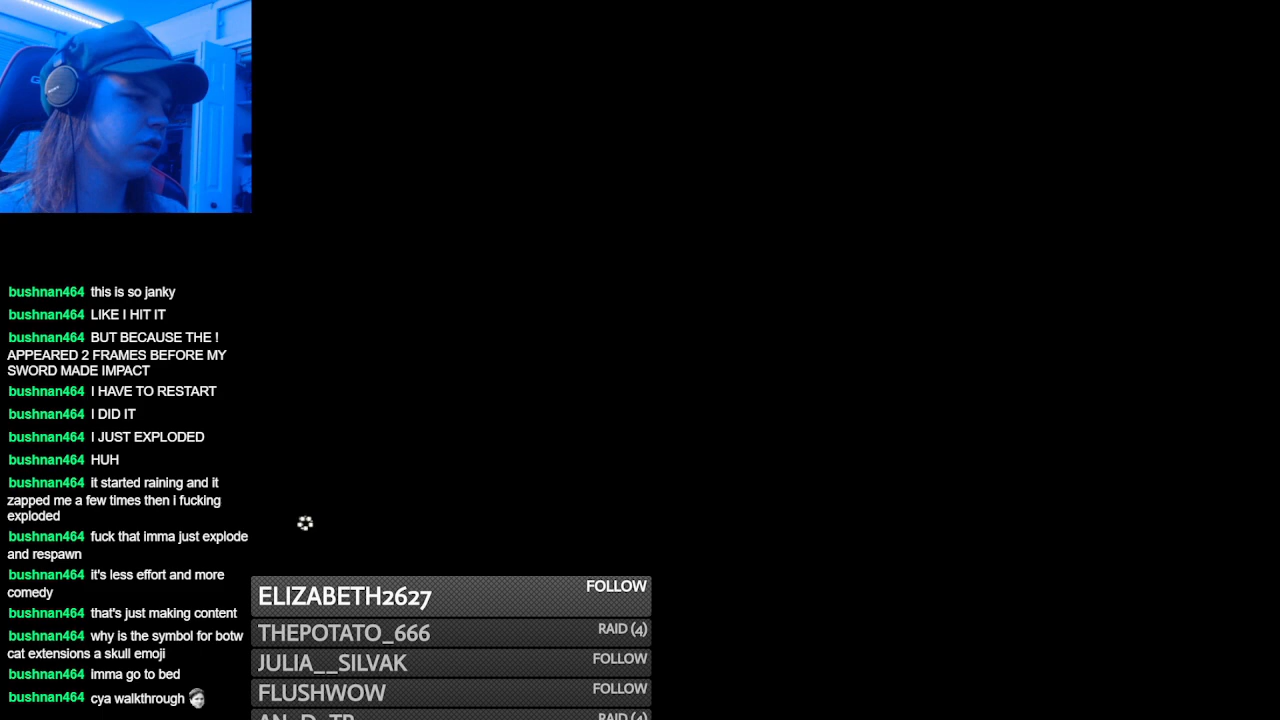 bushnan464 this is so janky
bushnan464 LIKE I HIT IT
bushnan464 BUT BECAUSE THE !
APPEARED 2 FRAMES BEFORE MY
SWORD MADE IMPACT
bushnan464 I HAVE TO RESTART
bushnan464 I DID IT
bushnan464 I JUST EXPLODED
bushnan464 HUH
bushnan464 it started raining and it
zapped me a few times then i fucking
exploded
bushnan464 fuck that imma just explode
and respawn
bushnan464 it's less effort and more
comedy
bushnan464 that's just making content
bushnan464 why is the symbol for botw
cat extensions a skull emoji
bushnan464 imma go to bed
bushnan464 cya walkthrough
ELIZABETH2627 FOLLOW
THEPOTATO_666 RAID (4)
JULIA__SILVAK FOLLOW
FLUSHWOW FOLLOW